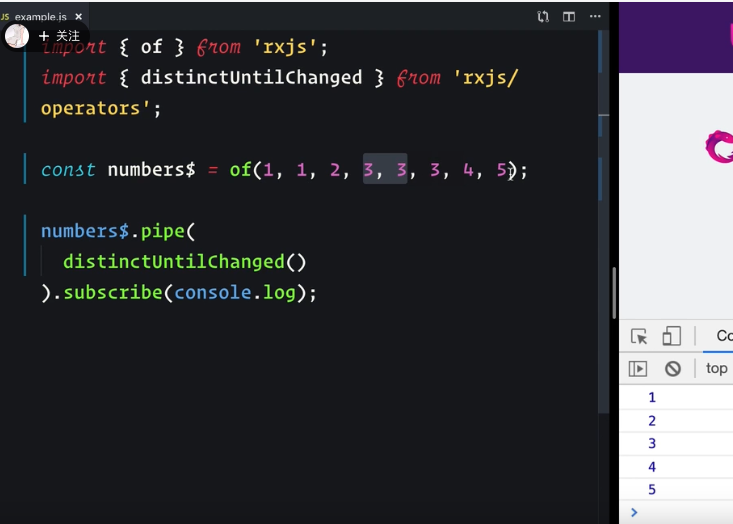 JS example.js ×
+ 关注
import { of } from 'rxjs';
import { distinctUntilChanged } from 'rxjs/
operators';
const numbers$ = of(1, 1, 2, 3, 3, 3, 4, 5);
numbers$.pipe(
distinctUntilChanged()
).subscribe(console.log);
Co
top
1
2
3
4
5